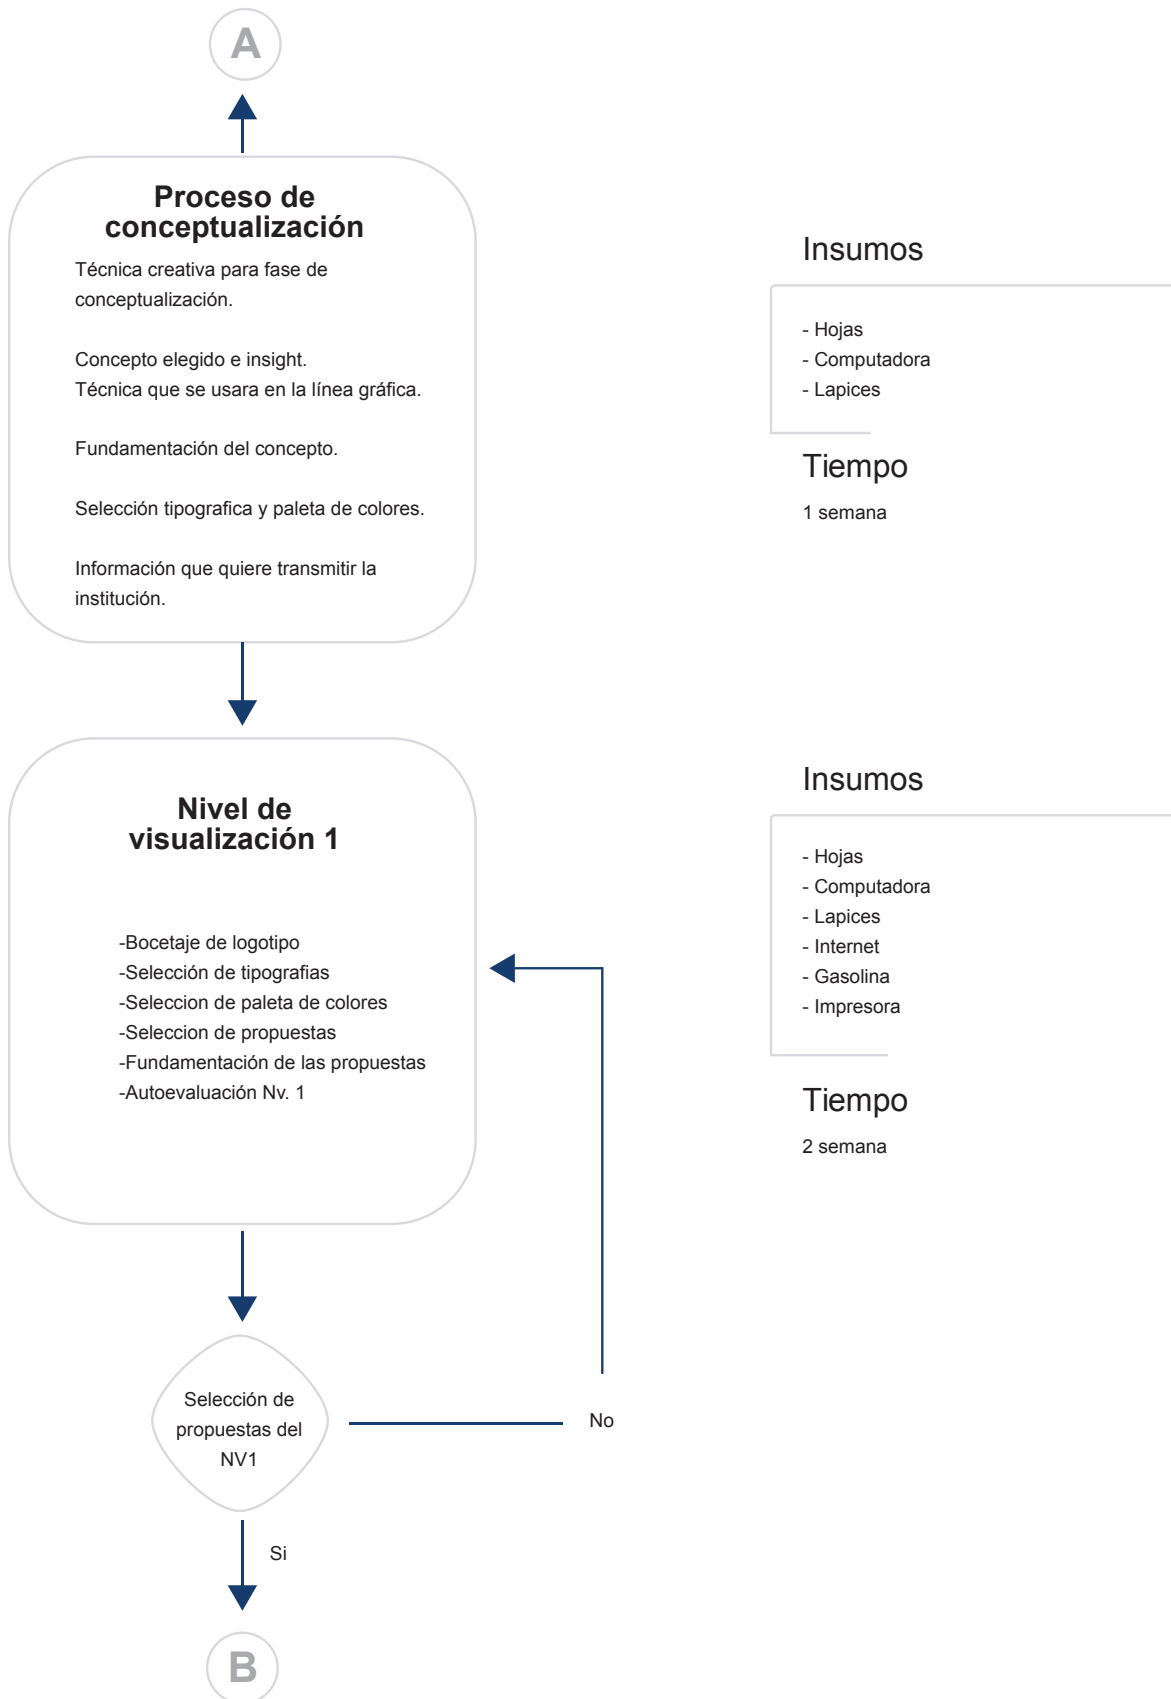 A
Proceso de
conceptualización
Técnica creativa para fase de
conceptualización.
Concepto elegido e insight.
Técnica que se usara en la línea gráfica.
Fundamentación del concepto.
Selección tipografica y paleta de colores.
Información que quiere transmitir la
institución.
Insumos
- Hojas
- Computadora
- Lapices
Tiempo
1 semana
Nivel de
visualización 1
-Bocetaje de logotipo
-Selección de tipografias
-Seleccion de paleta de colores
-Seleccion de propuestas
-Fundamentación de las propuestas
-Autoevaluación Nv. 1
Insumos
- Hojas
- Computadora
- Lapices
- Internet
- Gasolina
- Impresora
Tiempo
2 semana
Selección de
propuestas del
NV1
No
Si
B